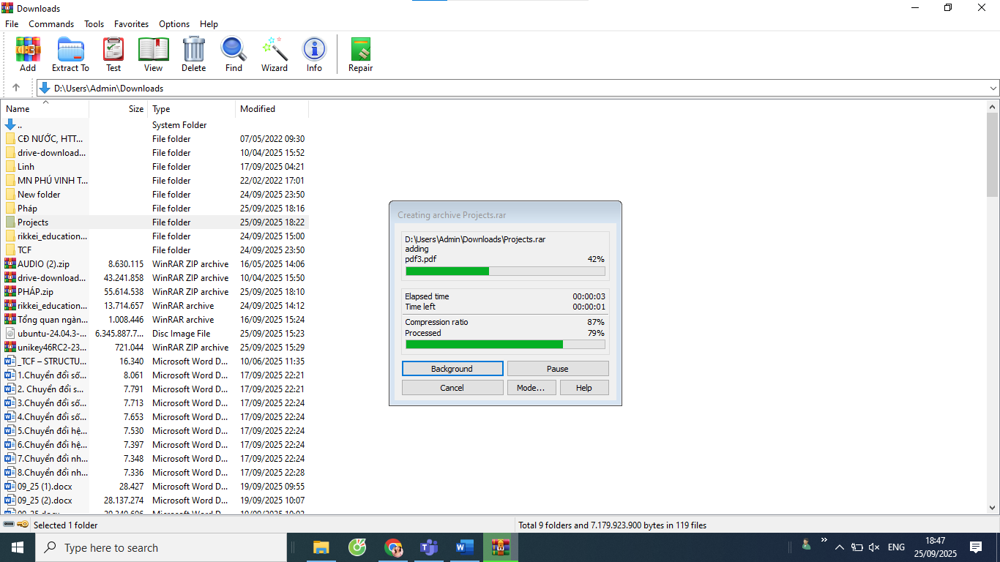 Downloads
File Commands Tools Favorites Options Help
Add Extract To Test View Delete Find Wizard Info Repair
D:\Users\Admin\Downloads
Name Size Type Modified
.. System Folder
CĐ NƯỚC, HTT... File folder 07/05/2022 09:30
drive-download... File folder 10/04/2025 15:52
Linh File folder 17/09/2025 04:21
MN PHÚ VINH T... File folder 22/02/2022 17:01
New folder File folder 24/09/2025 23:50
Pháp File folder 25/09/2025 18:16
Projects File folder 25/09/2025 18:22
rikkei_education... File folder 24/09/2025 15:00
TCF File folder 24/09/2025 23:50
AUDIO (2).zip 8.630.115 WinRAR ZIP archive 16/05/2025 14:06
drive-download... 43.241.858 WinRAR ZIP archive 10/04/2025 15:50
PHÁP.zip 55.614.538 WinRAR ZIP archive 25/09/2025 18:10
rikkei_education... 13.714.657 WinRAR archive 24/09/2025 14:12
Tổng quan ngàn... 1.008.446 WinRAR archive 16/09/2025 15:24
ubuntu-24.04.3-... 6.345.887.7... Disc Image File 25/09/2025 15:23
unikey46RC2-23... 721.044 WinRAR ZIP archive 25/09/2025 15:29
_TCF – STRUCTU... 16.340 Microsoft Word D... 10/06/2025 11:35
1.Chuyển đổi số... 8.061 Microsoft Word D... 17/09/2025 22:21
2. Chuyển đổi s... 7.791 Microsoft Word D... 17/09/2025 22:21
3.Chuyển đổi số... 7.713 Microsoft Word D... 17/09/2025 22:24
4.Chuyển đổi số... 7.653 Microsoft Word D... 17/09/2025 22:24
5.Chuyển đổi hệ... 7.530 Microsoft Word D... 17/09/2025 22:24
6.Chuyển đổi hệ... 7.397 Microsoft Word D... 17/09/2025 22:24
7.Chuyển đổi nh... 7.348 Microsoft Word D... 17/09/2025 22:24
8.Chuyển đổi nh... 7.336 Microsoft Word D... 17/09/2025 22:28
09_25 (1).docx 28.427 Microsoft Word D... 19/09/2025 09:55
09_25 (2).docx 28.137.274 Microsoft Word D... 19/09/2025 10:07
Creating archive Projects.rar
D:\Users\Admin\Downloads\Projects.rar
adding
pdf3.pdf 42%
Elapsed time 00:00:03
Time left 00:00:01
Compression ratio 87%
Processed 79%
Background Pause
Cancel Mode... Help
Selected 1 folder Total 9 folders and 7.179.923.900 bytes in 119 files
Type here to search ENG 18:47
25/09/2025